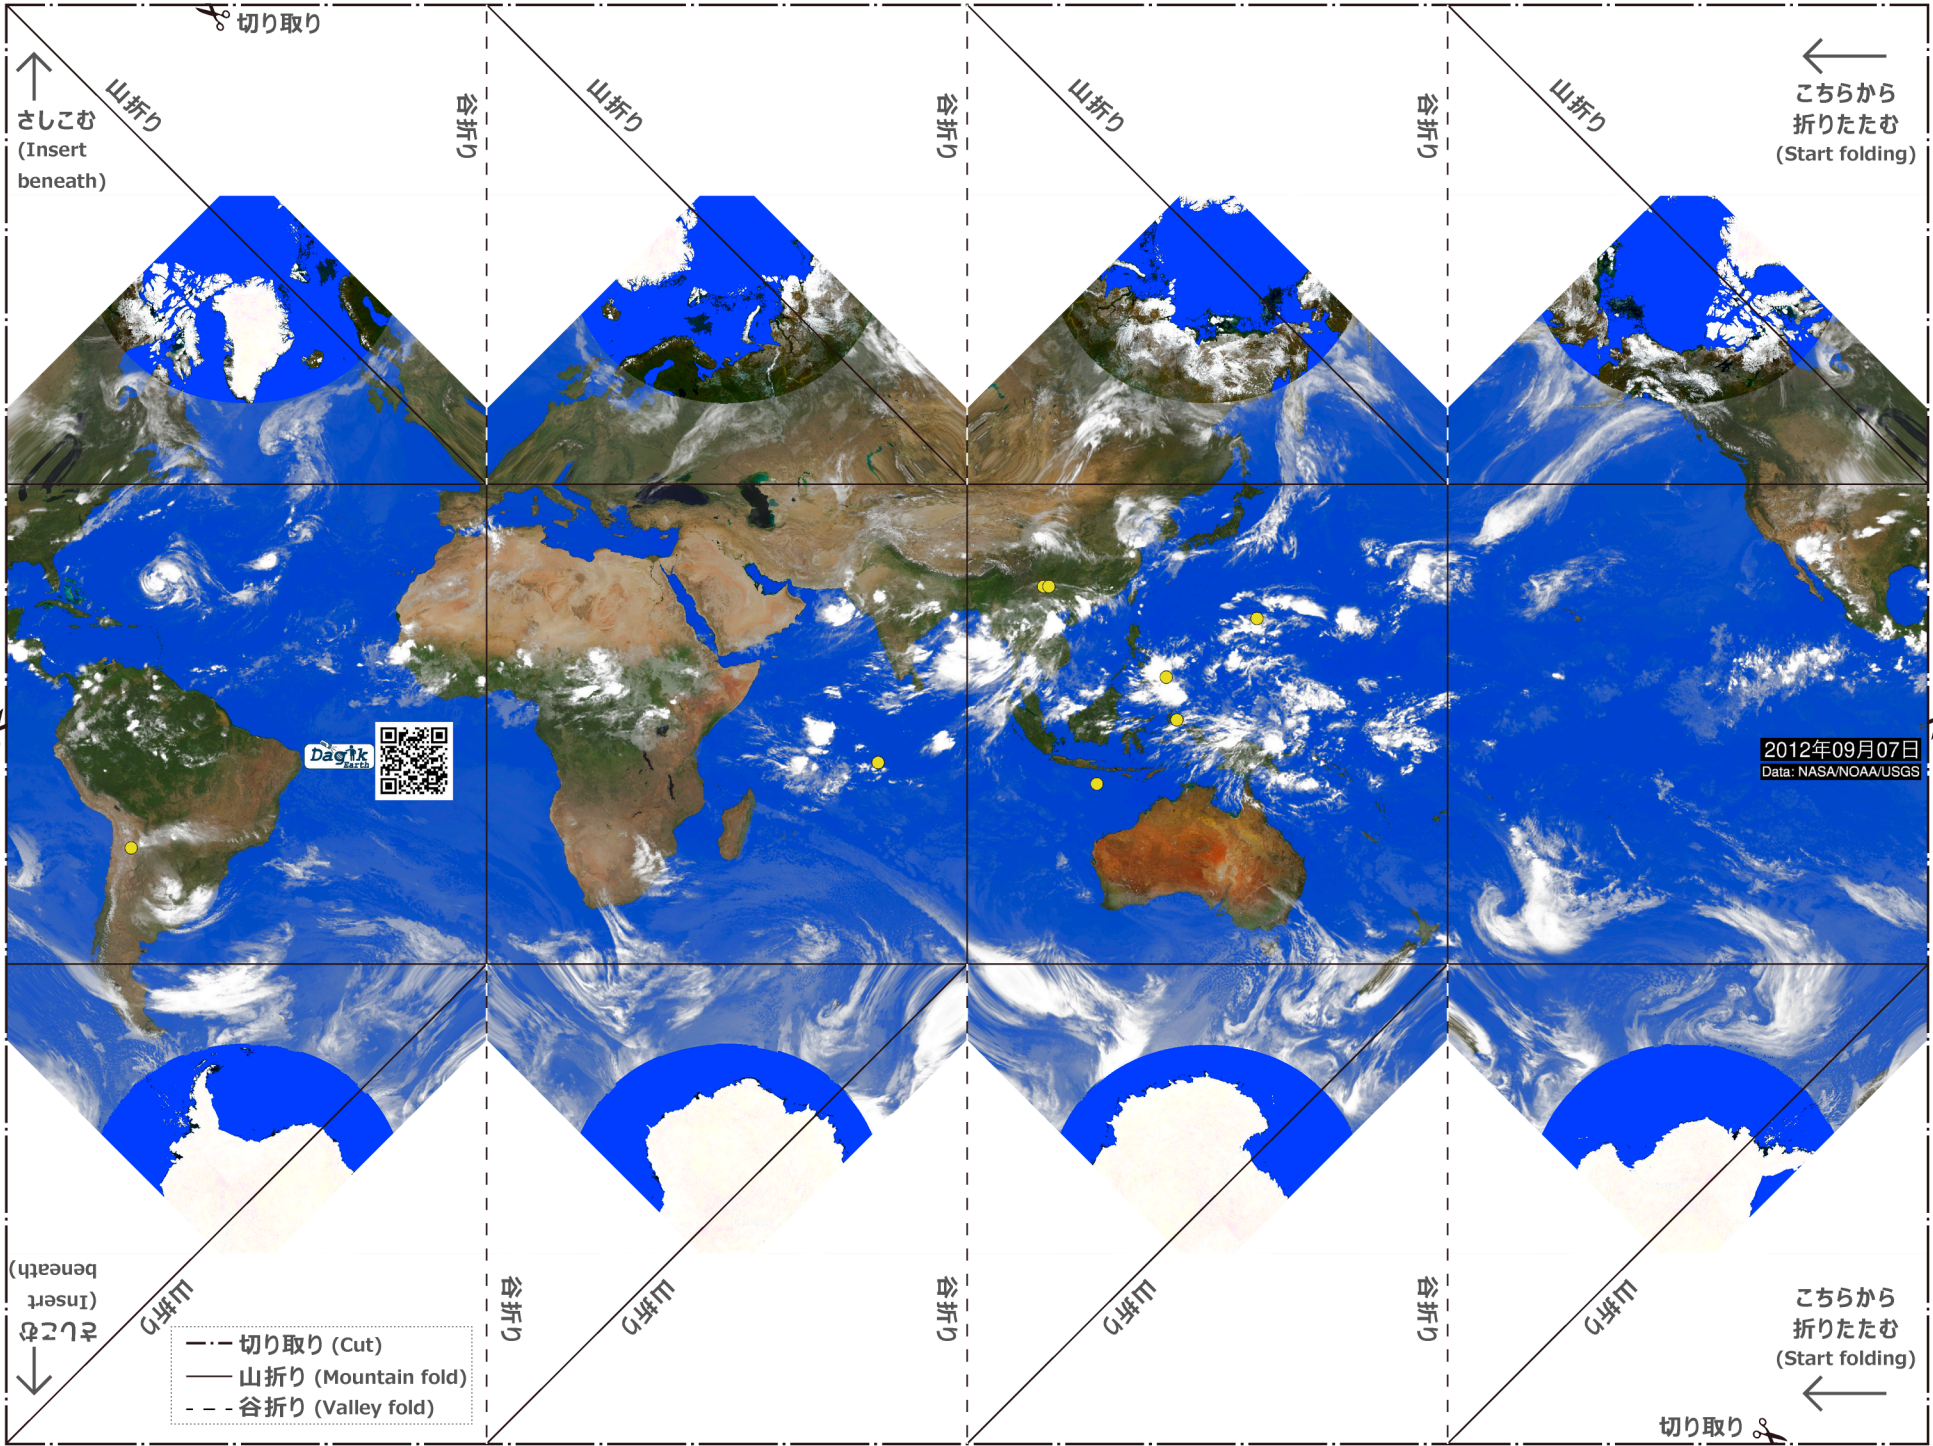 切り取り
山折り
谷折り
山折り
谷折り
山折り
谷折り
山折り
さしこむ
(Insert
beneath)
こちらから
折りたたむ
(Start folding)
Dagik
Earth
2012年09月07日
Data: NASA/NOAA/USGS
さしこむ
(Insert
beneath)
山折り
谷折り
山折り
谷折り
山折り
谷折り
山折り
切り取り (Cut)
山折り (Mountain fold)
谷折り (Valley fold)
こちらから
折りたたむ
(Start folding)
切り取り